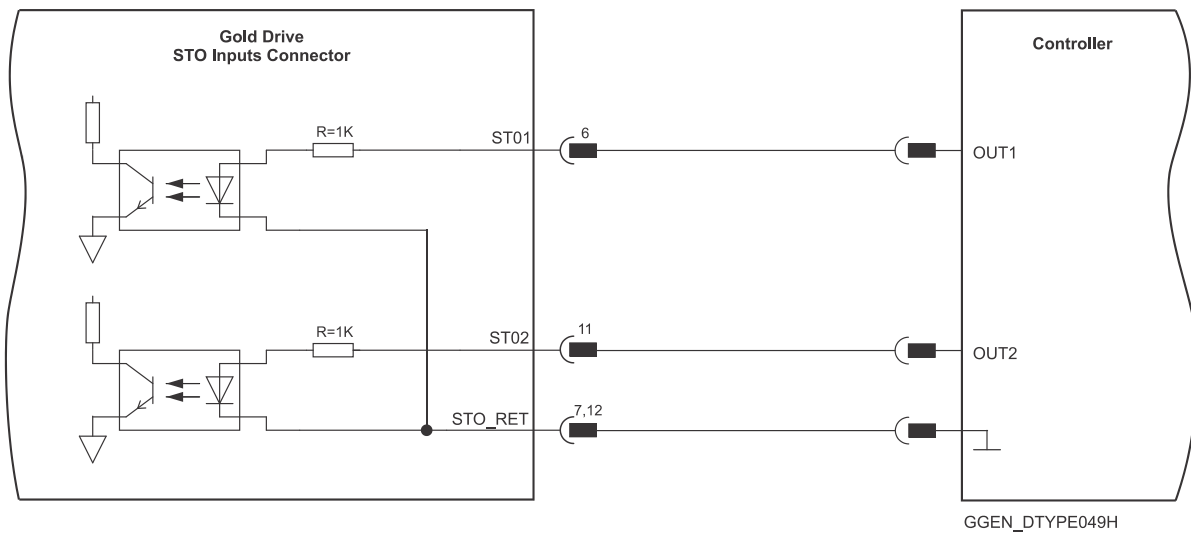 Gold Drive
STO Inputs Connector
Controller
R=1K
ST01
6
OUT1
R=1K
ST02
11
OUT2
STO_RET
7,12
GGEN_DTYPE049H